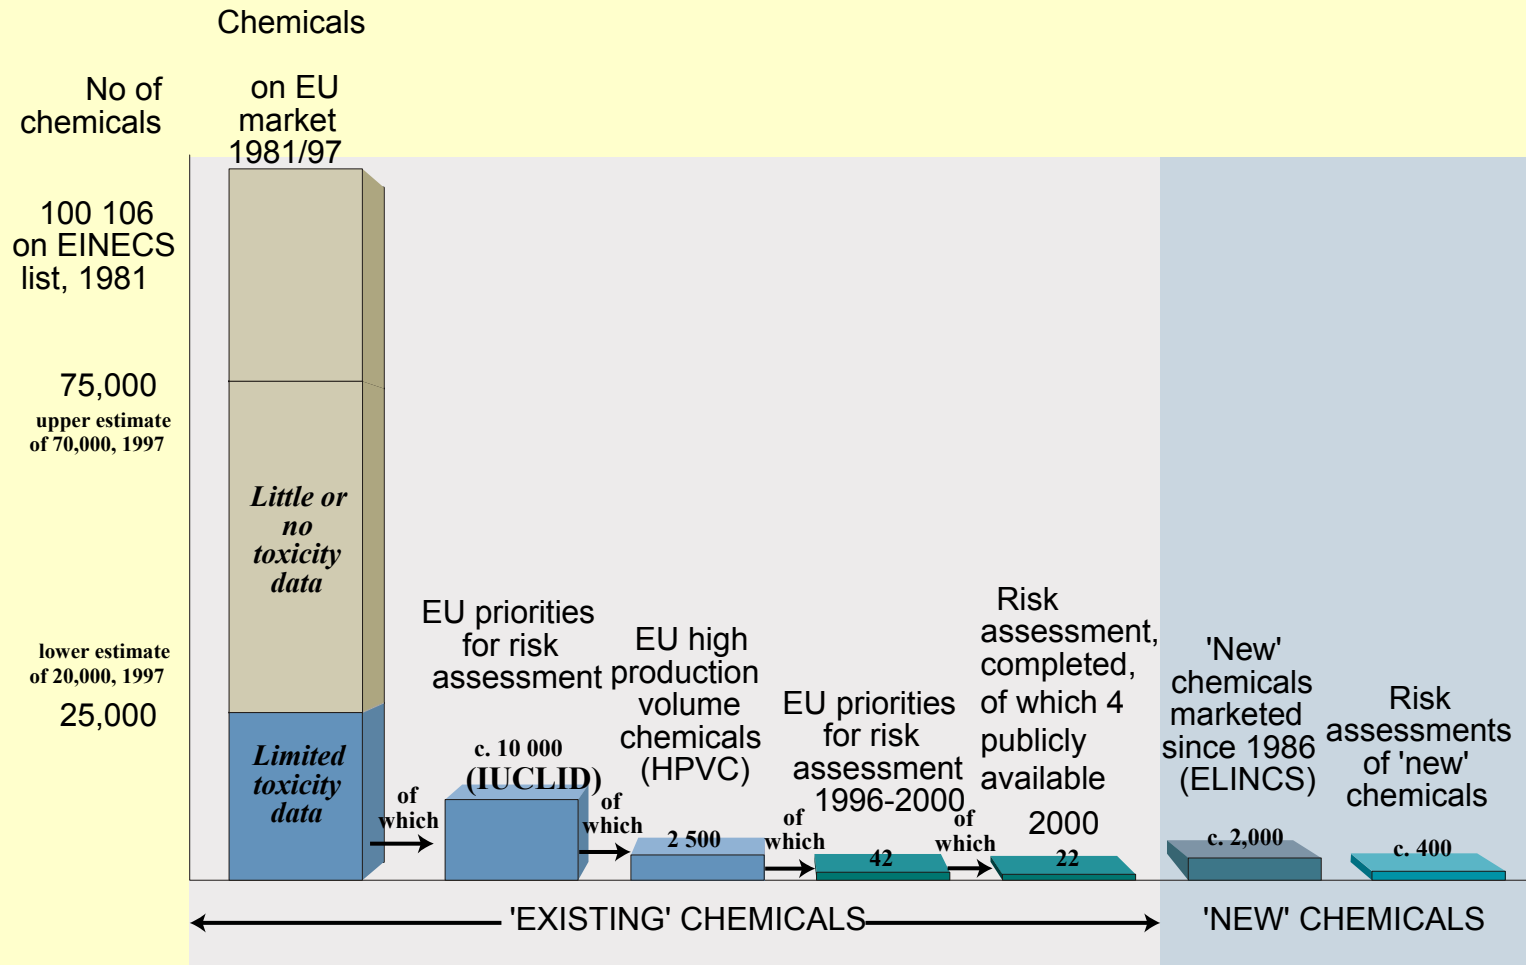 Chemicals
on EU
market
1981/97
No of
chemicals
100 106
on EINECS
list, 1981
75,000
upper estimate
of 70,000, 1997
lower estimate
of 20,000, 1997
25,000
Little or
no
toxicity
data
Limited
toxicity
data
of
which
EU priorities
for risk
assessment
c. 10 000
(IUCLID)
of
which
EU high
production
volume
chemicals
(HPVC)
2 500
of
which
EU priorities
for risk
assessment
1996-2000
42
of
which
Risk
assessment,
completed,
of which 4
publicly
available
2000
22
'New'
chemicals
marketed
since 1986
(ELINCS)
c. 2,000
Risk
assessments
of 'new'
chemicals
c. 400
'EXISTING' CHEMICALS
'NEW' CHEMICALS